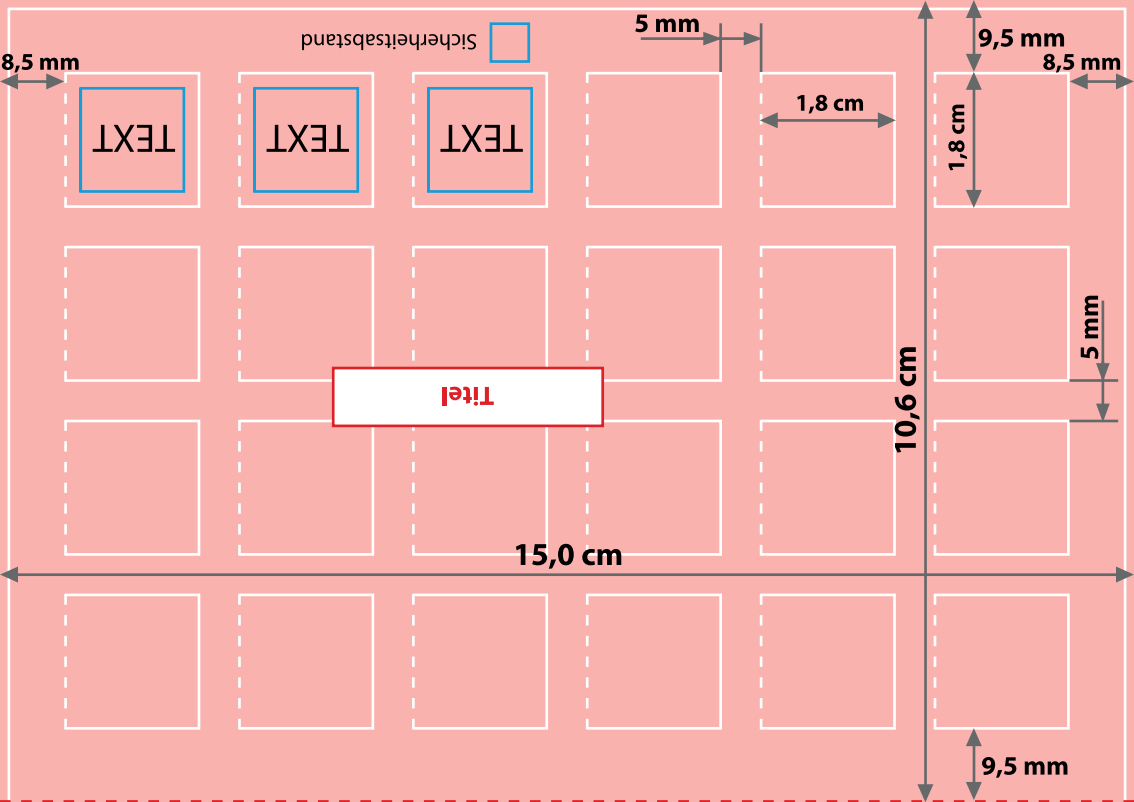 Sicherheitsabstand
5 mm
9,5 mm
8,5 mm
8,5 mm
1,8 cm
1,8 cm
TEXT
TEXT
TEXT
5 mm
10,6 cm
Titel
15,0 cm
9,5 mm